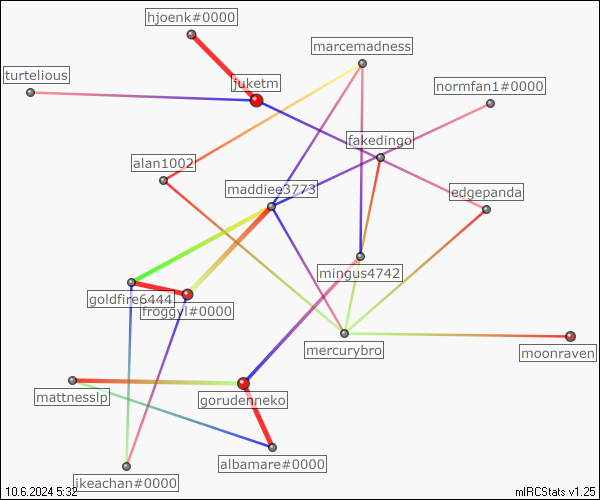 hjoenk#0000
marcemadness
turtelious
juketm
normfan1#0000
fakedingo
alan1002
maddiee3773
edgepanda
mingus4742
goldfire6444
froggyl#0000
mercurybro
moonraven
mattnesslp
gorudenneko
albamare#0000
ikeachan#0000
10.6.2024 5:32
mIRCStats v1.25